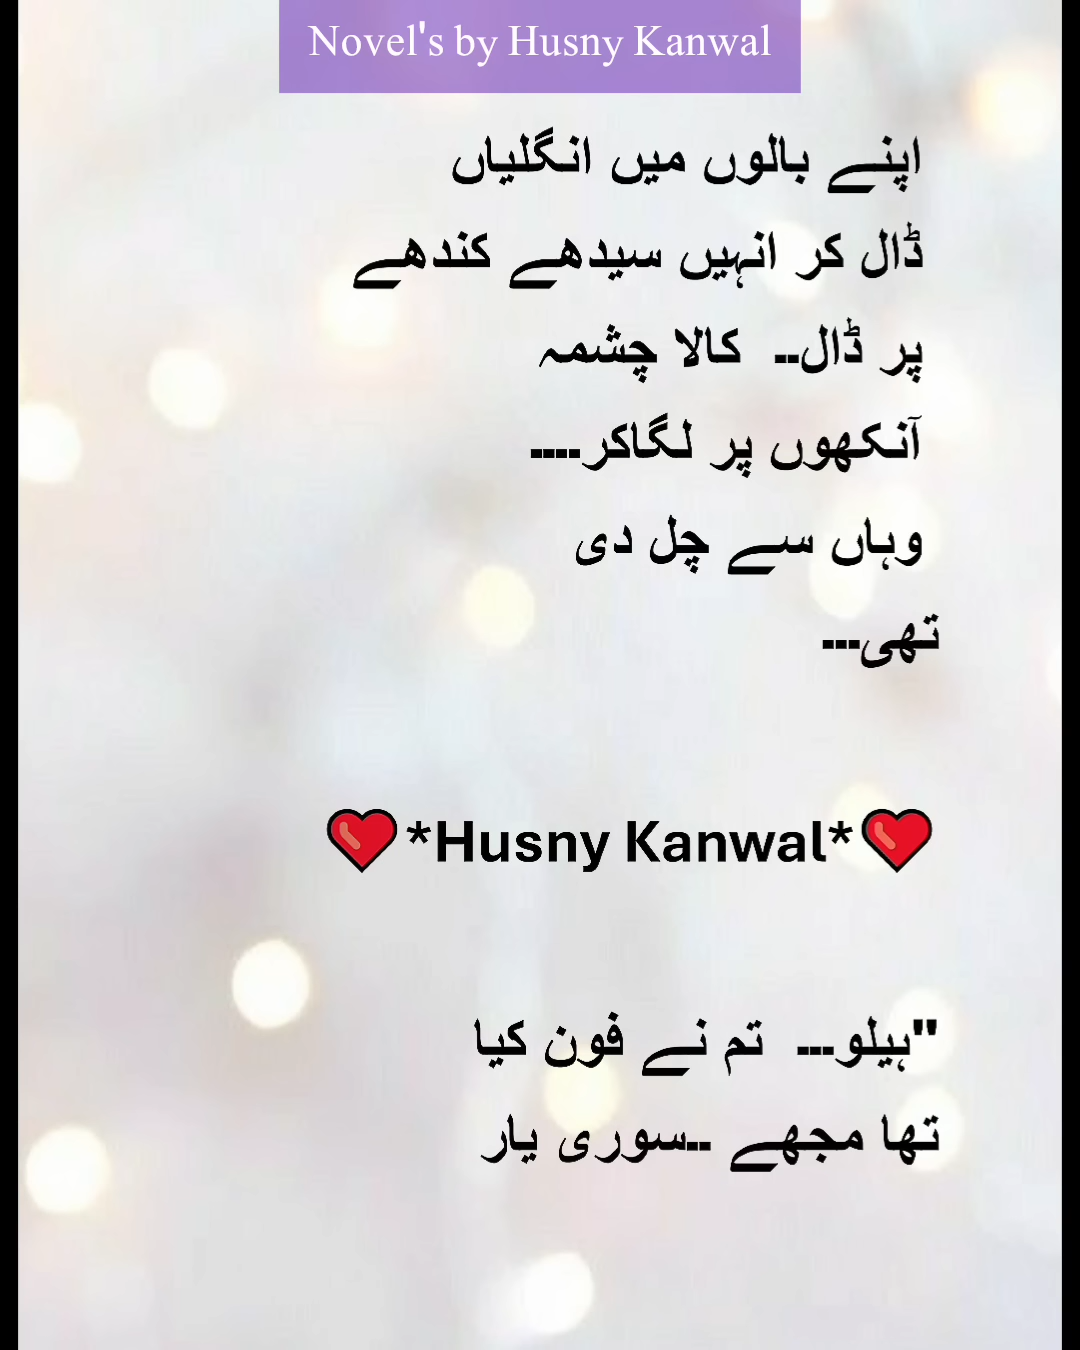 Novel's by Husny Kanwal
اپنے بالوں میں انگلیاں
ڈال کر انہیں سیدھے کندھے
پر ڈال-- کالا چشمہ
آنکھوں پر لگاکر----
وہاں سے چل دی
تھی---
❤️*Husny Kanwal*❤️
"ہیلو--- تم نے فون کیا
تھا مجھے --سوری یار